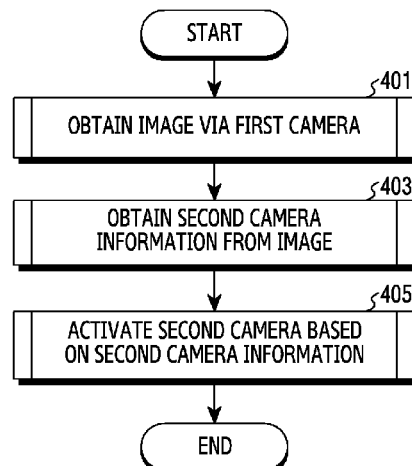 START
401
OBTAIN IMAGE VIA FIRST CAMERA
403
OBTAIN SECOND CAMERA
INFORMATION FROM IMAGE
405
ACTIVATE SECOND CAMERA BASED
ON SECOND CAMERA INFORMATION
END